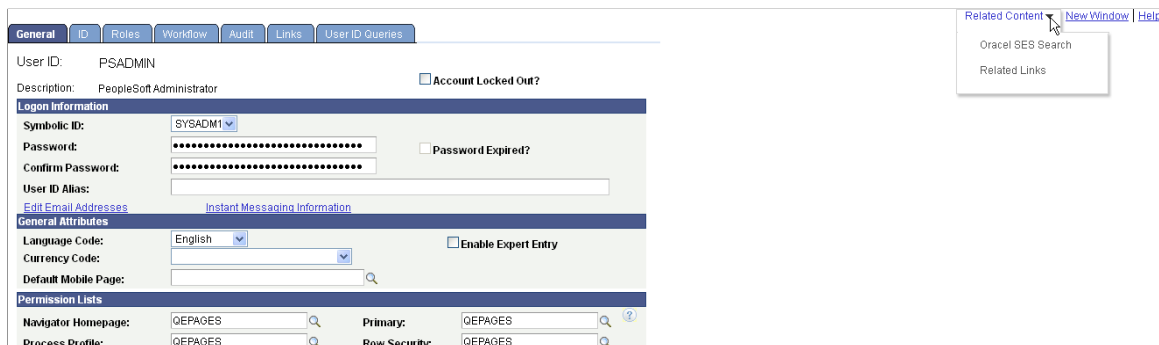 Related Content New Window Help
General ID Roles Workflow Audit Links User ID Queries
Oracel SES Search
Related Links
User ID: PSADMIN
Account Locked Out?
Description: PeopleSoft Administrator
Logon Information
Symbolic ID: SYSADM1
Password: Password Expired?
Confirm Password:
User ID Alias:
Edit Email Addresses Instant Messaging Information
General Attributes
Language Code: English Enable Expert Entry
Currency Code:
Default Mobile Page:
Permission Lists
Navigator Homepage: QEPAGES Primary: QEPAGES
Process Profile: QEPAGES Row Security: QEPAGES